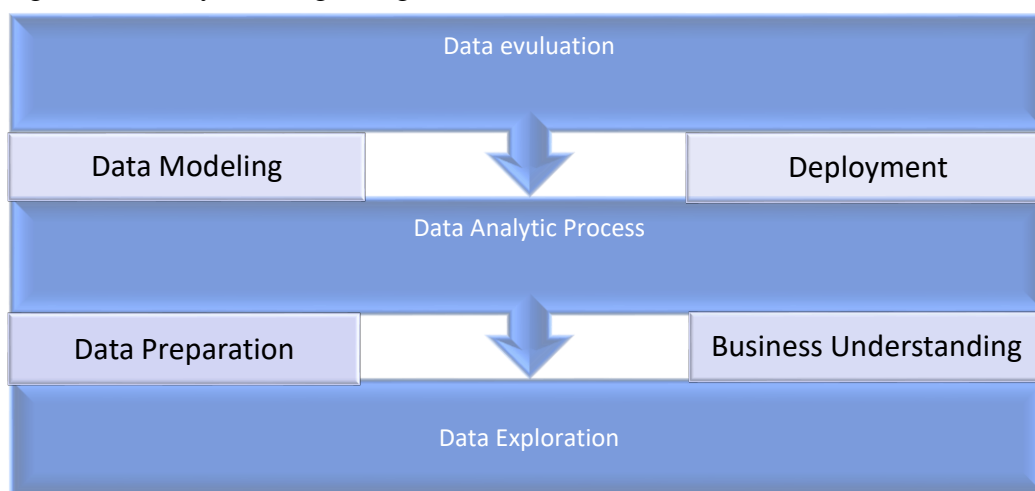 Data evuluation
Data Modeling
Deployment
Data Analytic Process
Data Preparation
Business Understanding
Data Exploration